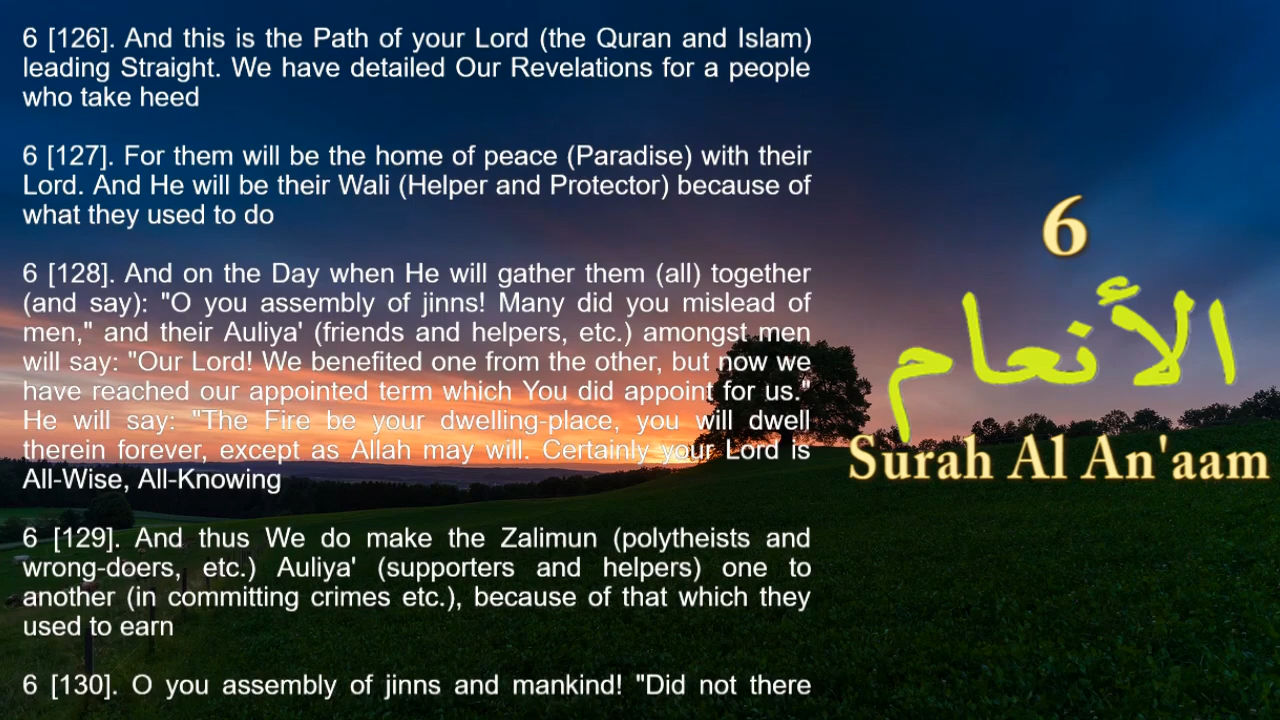 6 [126]. And this is the Path of your Lord (the Quran and Islam)
leading Straight. We have detailed Our Revelations for a people
who take heed
6 [127]. For them will be the home of peace (Paradise) with their
Lord. And He will be their Wali (Helper and Protector) because of
what they used to do
6 [128]. And on the Day when He will gather them (all) together
(and say): "O you assembly of jinns! Many did you mislead of
men," and their Auliya' (friends and helpers, etc.) amongst men
will say: "Our Lord! We benefited one from the other, but now we
have reached our appointed term which You did appoint for us."
He will say: "The Fire be your dwelling-place, you will dwell
therein forever, except as Allah may will. Certainly your Lord is
All-Wise, All-Knowing
6 [129]. And thus We do make the Zalimun (polytheists and
wrong-doers, etc.) Auliya' (supporters and helpers) one to
another (in committing crimes etc.), because of that which they
used to earn
6 [130]. O you assembly of jinns and mankind! "Did not there
6
الأنعام
Surah Al An'aam